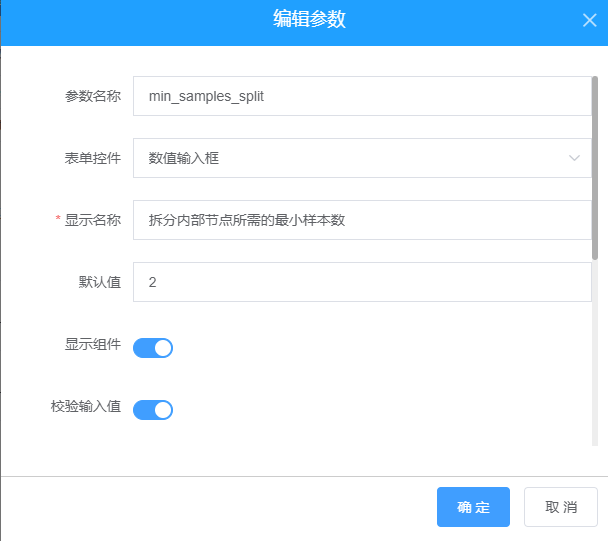 编辑参数
参数名称 min_samples_split
表单控件 数值输入框
* 显示名称 拆分内部节点所需的最小样本数
默认值 2
显示组件
校验输入值
确定 取消